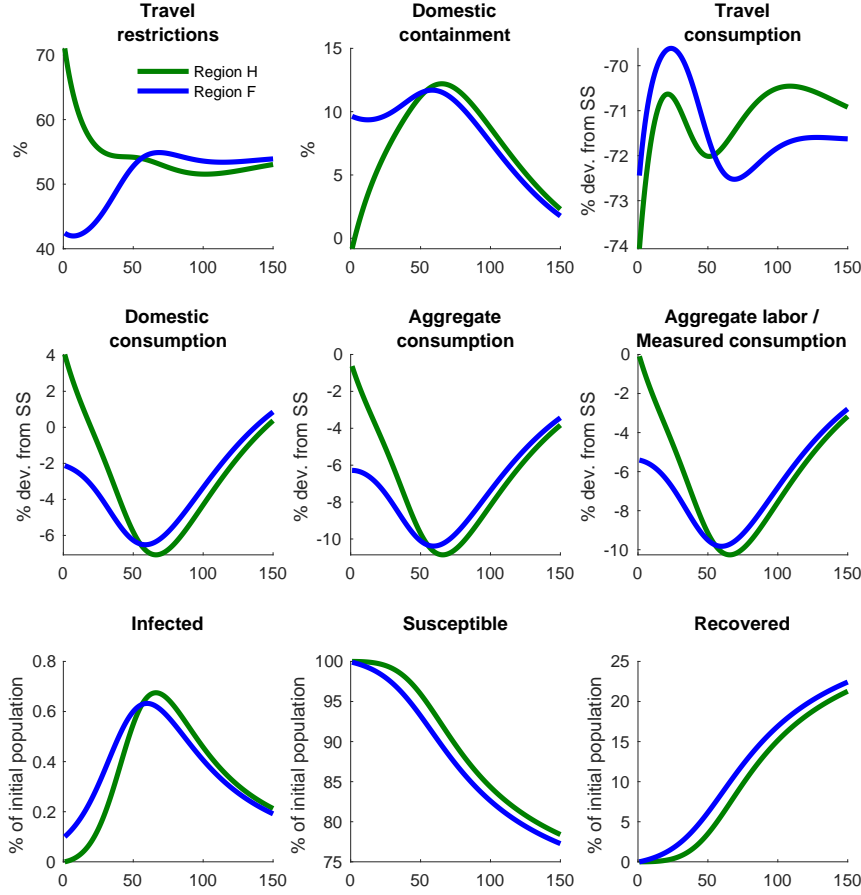 Travel
restrictions
Domestic
containment
Travel
consumption
Region H
Region F
%
70
60
50
40
0 50 100 150
%
15
10
5
0
0 50 100 150
% dev. from SS
-70
-71
-72
-73
-74
0 50 100 150
Domestic
consumption
Aggregate
consumption
Aggregate labor /
Measured consumption
% dev. from SS
4
2
0
-2
-4
-6
0 50 100 150
% dev. from SS
0
-2
-4
-6
-8
-10
0 50 100 150
% dev. from SS
0
-2
-4
-6
-8
-10
0 50 100 150
Infected
Susceptible
Recovered
% of initial population
0.8
0.6
0.4
0.2
0
0 50 100 150
% of initial population
100
95
90
85
80
75
0 50 100 150
% of initial population
25
20
15
10
5
0
0 50 100 150